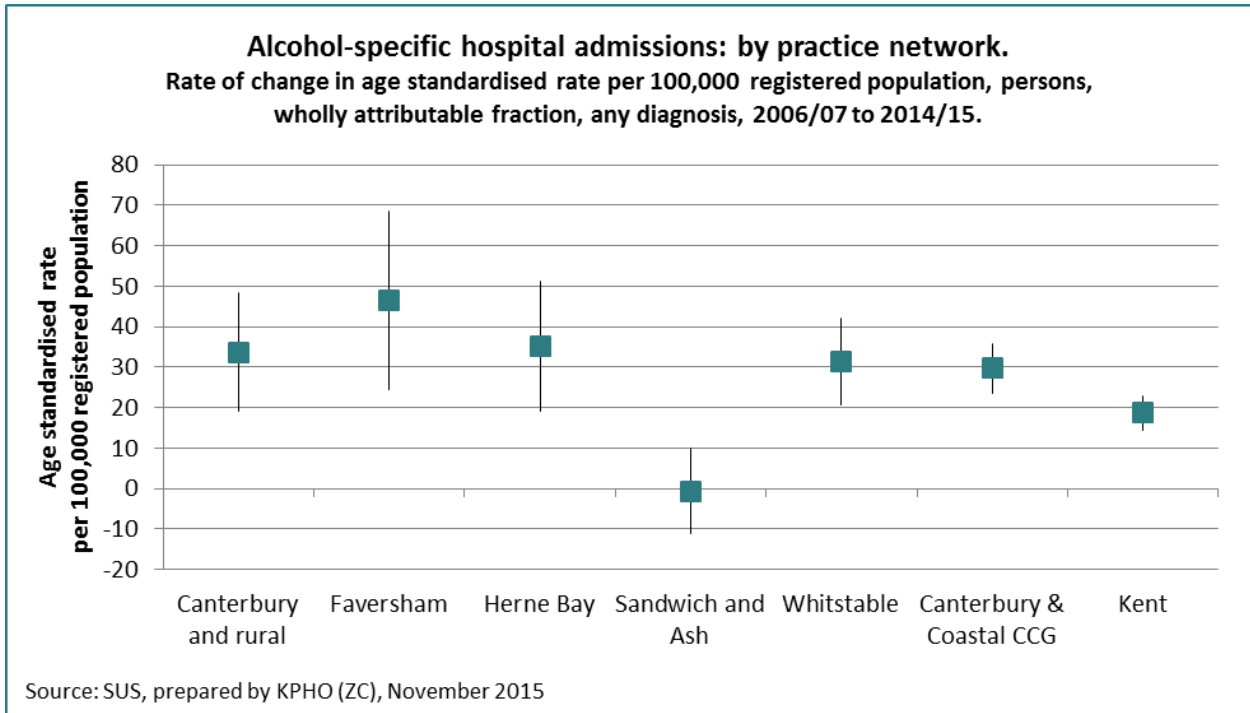 Alcohol-specific hospital admissions: by practice network.
Rate of change in age standardised rate per 100,000 registered population, persons,
wholly attributable fraction, any diagnosis, 2006/07 to 2014/15.
Age standardised rate
per 100,000 registered population
80
70
60
50
40
30
20
10
0
-10
-20
Canterbury
and rural
Faversham
Herne Bay
Sandwich and
Ash
Whitstable
Canterbury &
Coastal CCG
Kent
Source: SUS, prepared by KPHO (ZC), November 2015